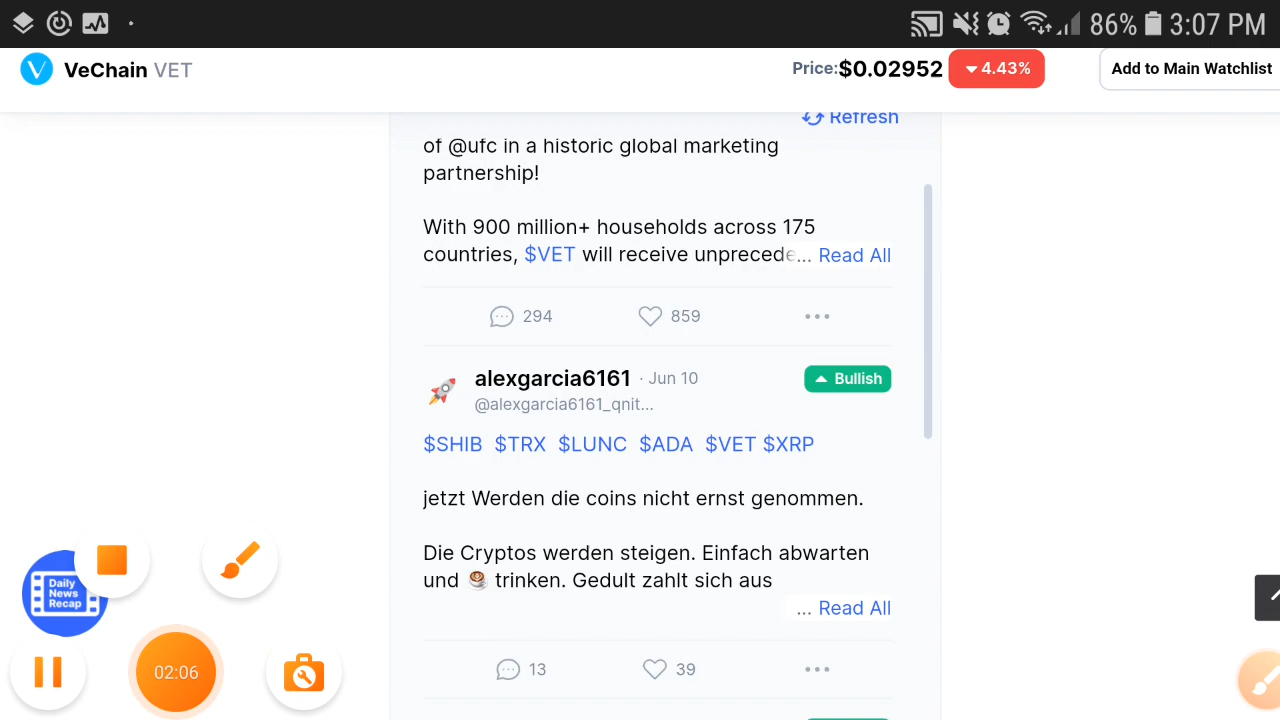 86% 3:07 PM
VeChain VET
Price:$0.02952 4.43% Add to Main Watchlist
Refresh
of @ufc in a historic global marketing
partnership!
With 900 million+ households across 175
countries, $VET will receive unprecede... Read All
294 859
alexgarcia6161 · Jun 10 Bullish
@alexgarcia6161_qnit...
$SHIB $TRX $LUNC $ADA $VET $XRP
jetzt Werden die coins nicht ernst genommen.
Die Cryptos werden steigen. Einfach abwarten
und ☕ trinken. Gedult zahlt sich aus
... Read All
13 39
Daily
News
Recap
02:06